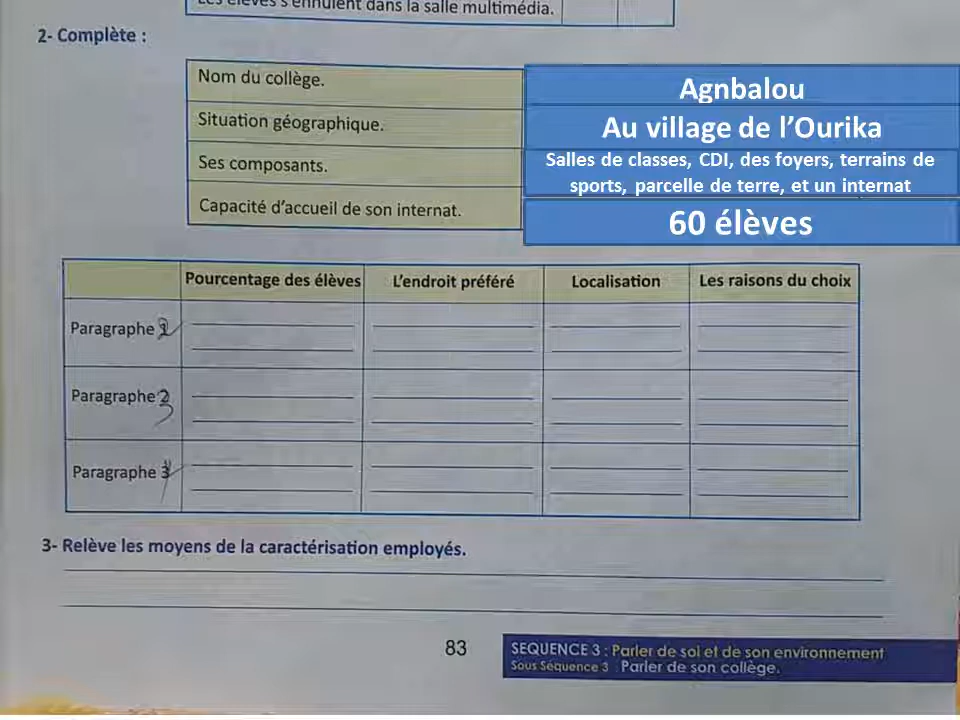 Les élèves s'ennuient dans la salle multimédia.
2- Complète :
Nom du collège.
Agnbalou
Situation géographique.
Au village de l'Ourika
Ses composants.
Salles de classes, CDI, des foyers, terrains de
sports, parcelle de terre, et un internat
Capacité d'accueil de son internat.
60 élèves
Pourcentage des élèves
L'endroit préféré
Localisation
Les raisons du choix
Paragraphe
Paragraphe 2
Paragraphe 3
3- Relève les moyens de la caractérisation employés.
83
SEQUENCE 3 : Parler de soi et de son environnement
Sous Séquence 3 : Parler de son collège.